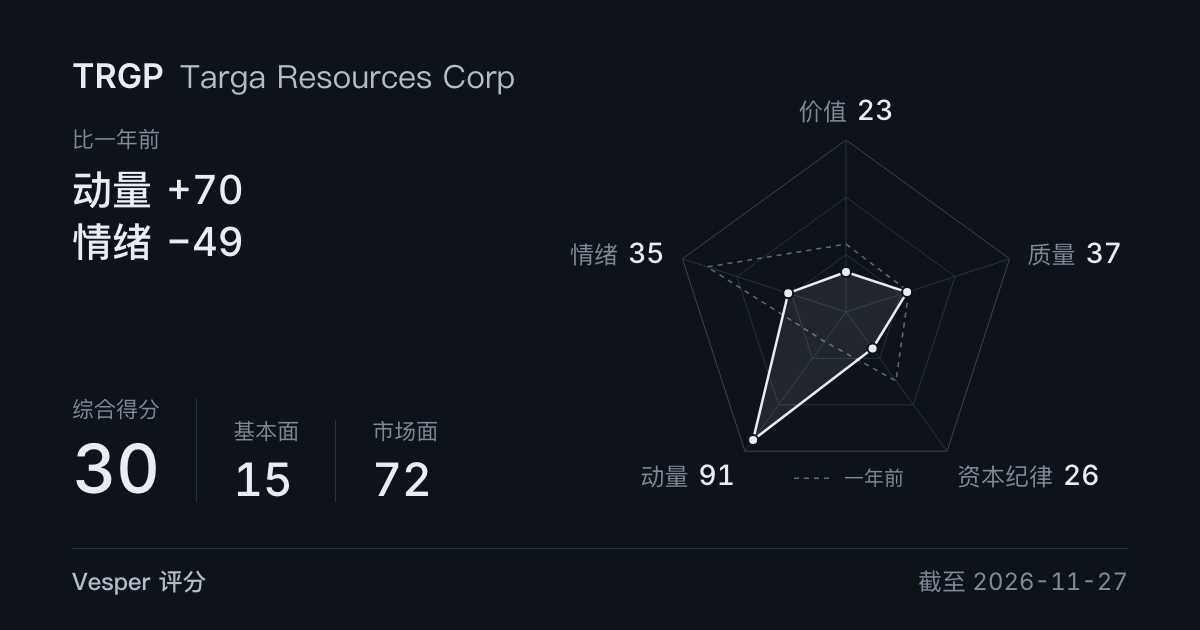 TRGP Targa Resources Corp
比一年前
动量 +70
情绪 −49
价值 23
情绪 35
质量 37
动量 91
一年前
资本纪律 26
综合得分
30
基本面
15
市场面
72
Vesper 评分
截至 2026-11-27